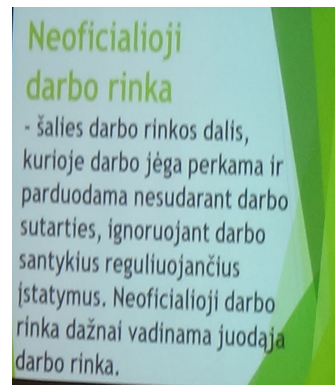 Neoficialioji
darbo rinka
- šalies darbo rinkos dalis,
kurioje darbo jėga perkama ir
parduodama nesudarant darbo
sutarties, ignoruojant darbo
santykius reguliuojančius
įstatymus. Neoficialioji darbo
rinka dažnai vadinama juodąja
darbo rinka.